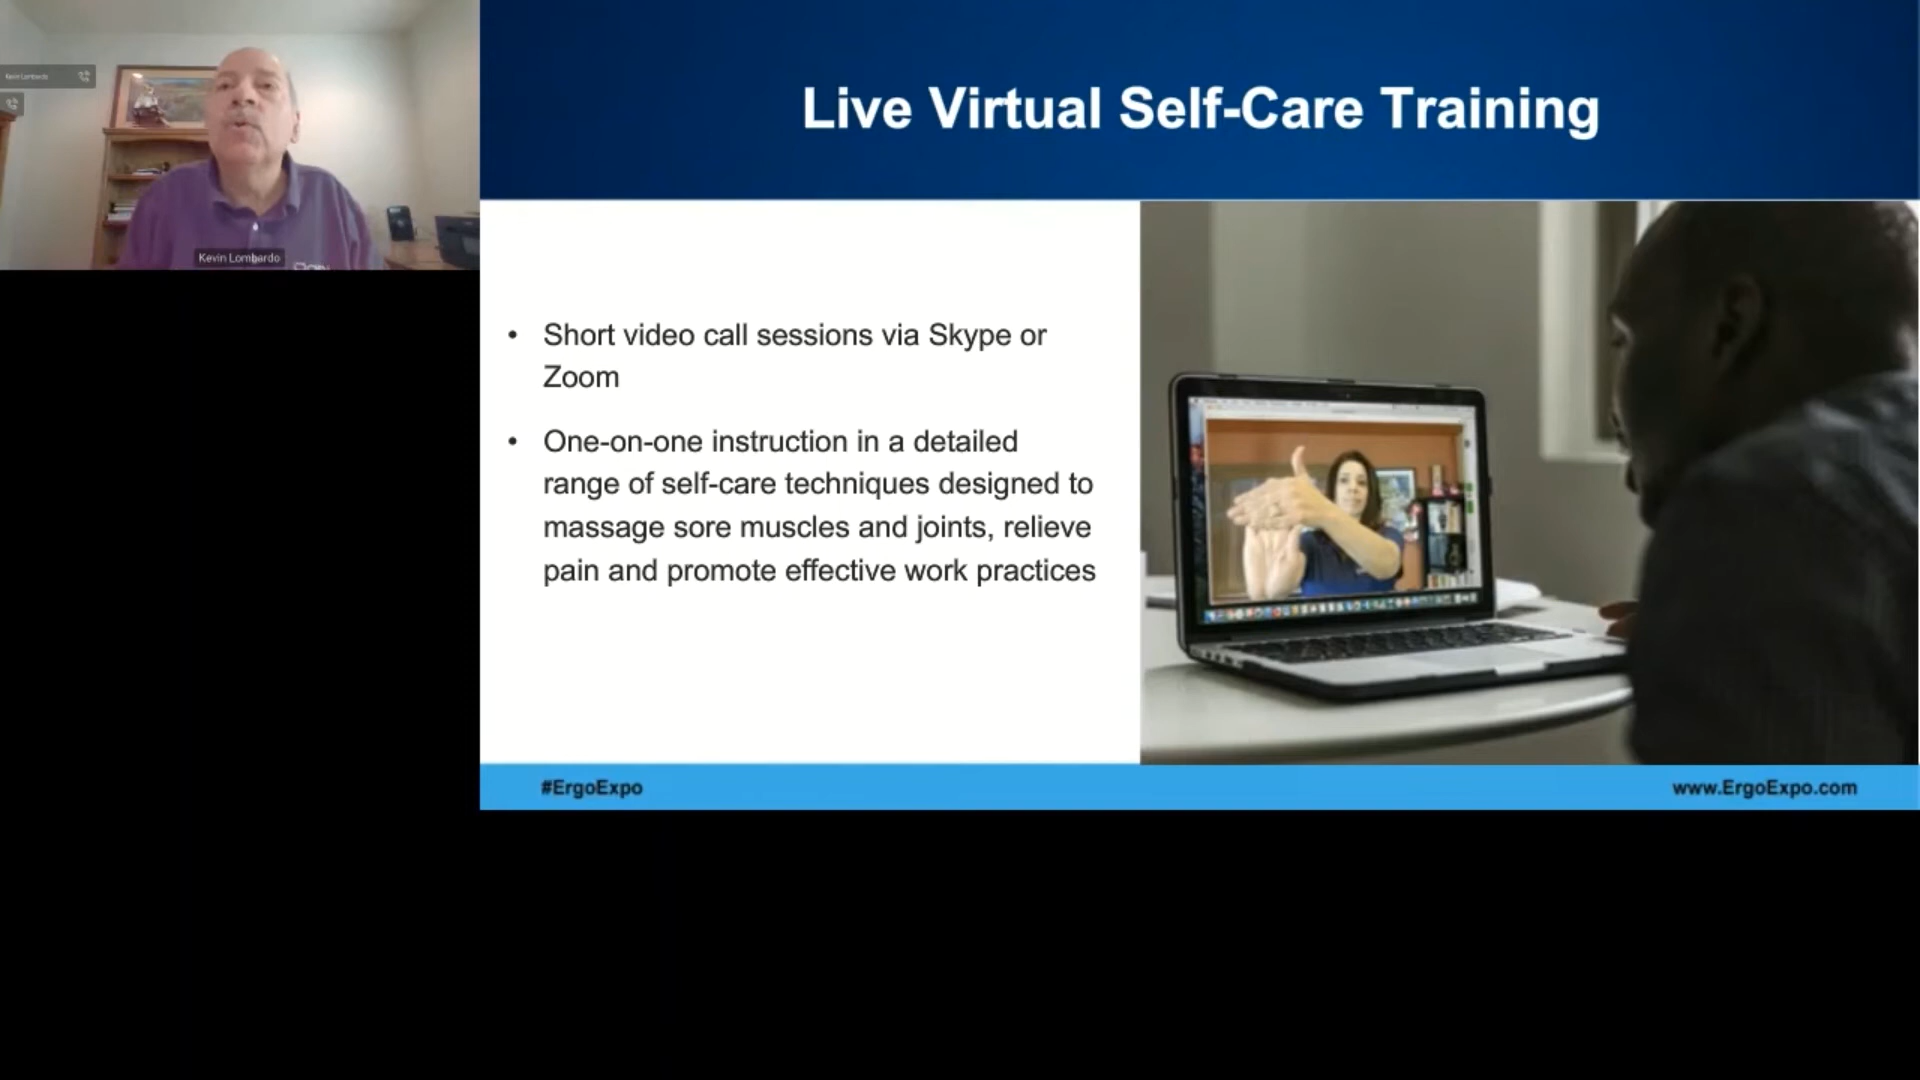 Kevin Lombardo
Kevin Lombardo
Live Virtual Self-Care Training
• Short video call sessions via Skype or
Zoom
• One-on-one instruction in a detailed
range of self-care techniques designed to
massage sore muscles and joints, relieve
pain and promote effective work practices
#ErgoExpo
www.ErgoExpo.com